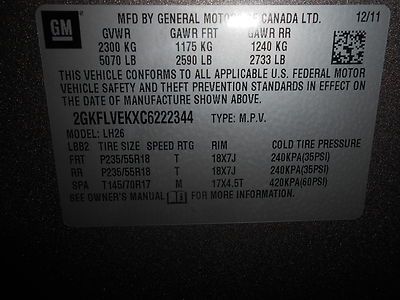 GM
MFD BY GENERAL MOTORS OF CANADA LTD. 12/11
GVWR GAWR FRT GAWR RR
2300 KG 1175 KG 1240 KG
5070 LB 2590 LB 2733 LB
THIS VEHICLE CONFORMS TO ALL APPLICABLE U.S. FEDERAL MOTOR
VEHICLE SAFETY AND THEFT PREVENTION STANDARDS IN EFFECT ON
THE DATE OF MANUFACTURE SHOWN ABOVE.
2GKFLVEKXC6222344 TYPE: M.P.V.
MODEL: LH26
LBB2 TIRE SIZE SPEED RTG RIM COLD TIRE PRESSURE
FRT P235/55R18 T 18X7J 240KPA(35PSI)
RR P235/55R18 T 18X7J 240KPA(35PSI)
SPA T145/70R17 M 17X4.5T 420KPA(60PSI)
SEE OWNER'S MANUAL FOR MORE INFORMATION.